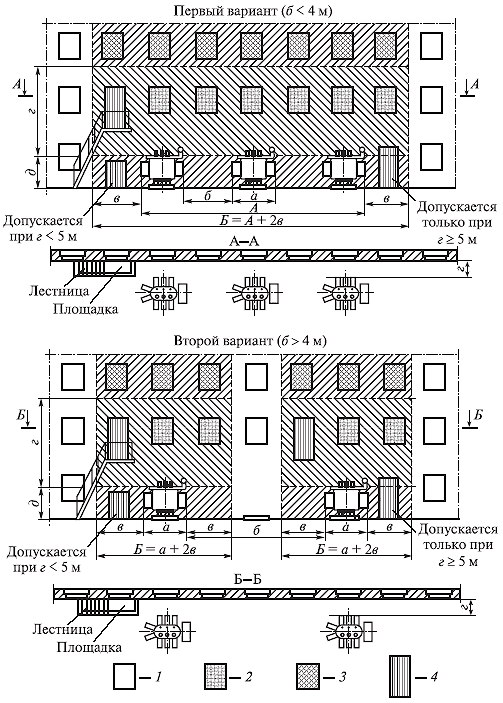 Первый вариант (б < 4 м)
А
А
г
д
в
б
а
в
А
Б = А + 2в
Допускается
при г < 5 м
Допускается
только при
г ≥ 5 м
А–А
г
Лестница
Площадка
Второй вариант (б > 4 м)
Б
Б
г
д
в
а
в
б
в
а
в
Б = а + 2в
Б = а + 2в
Допускается
при г < 5 м
Допускается
только при
г ≥ 5 м
Б–Б
г
Лестница
Площадка
– 1
– 2
– 3
– 4